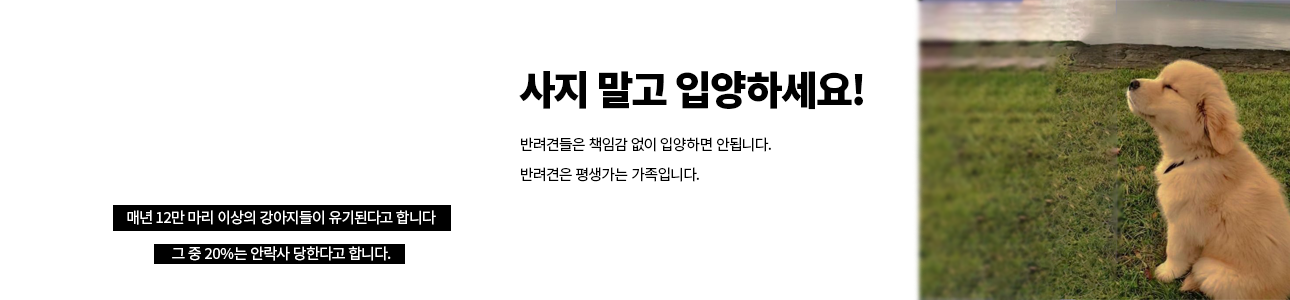 사지 말고 입양하세요!
반려견들은 책임감 없이 입양하면 안됩니다.
반려견은 평생가는 가족입니다.
매년 12만 마리 이상의 강아지들이 유기된다고 합니다
그 중 20%는 안락사 당한다고 합니다.